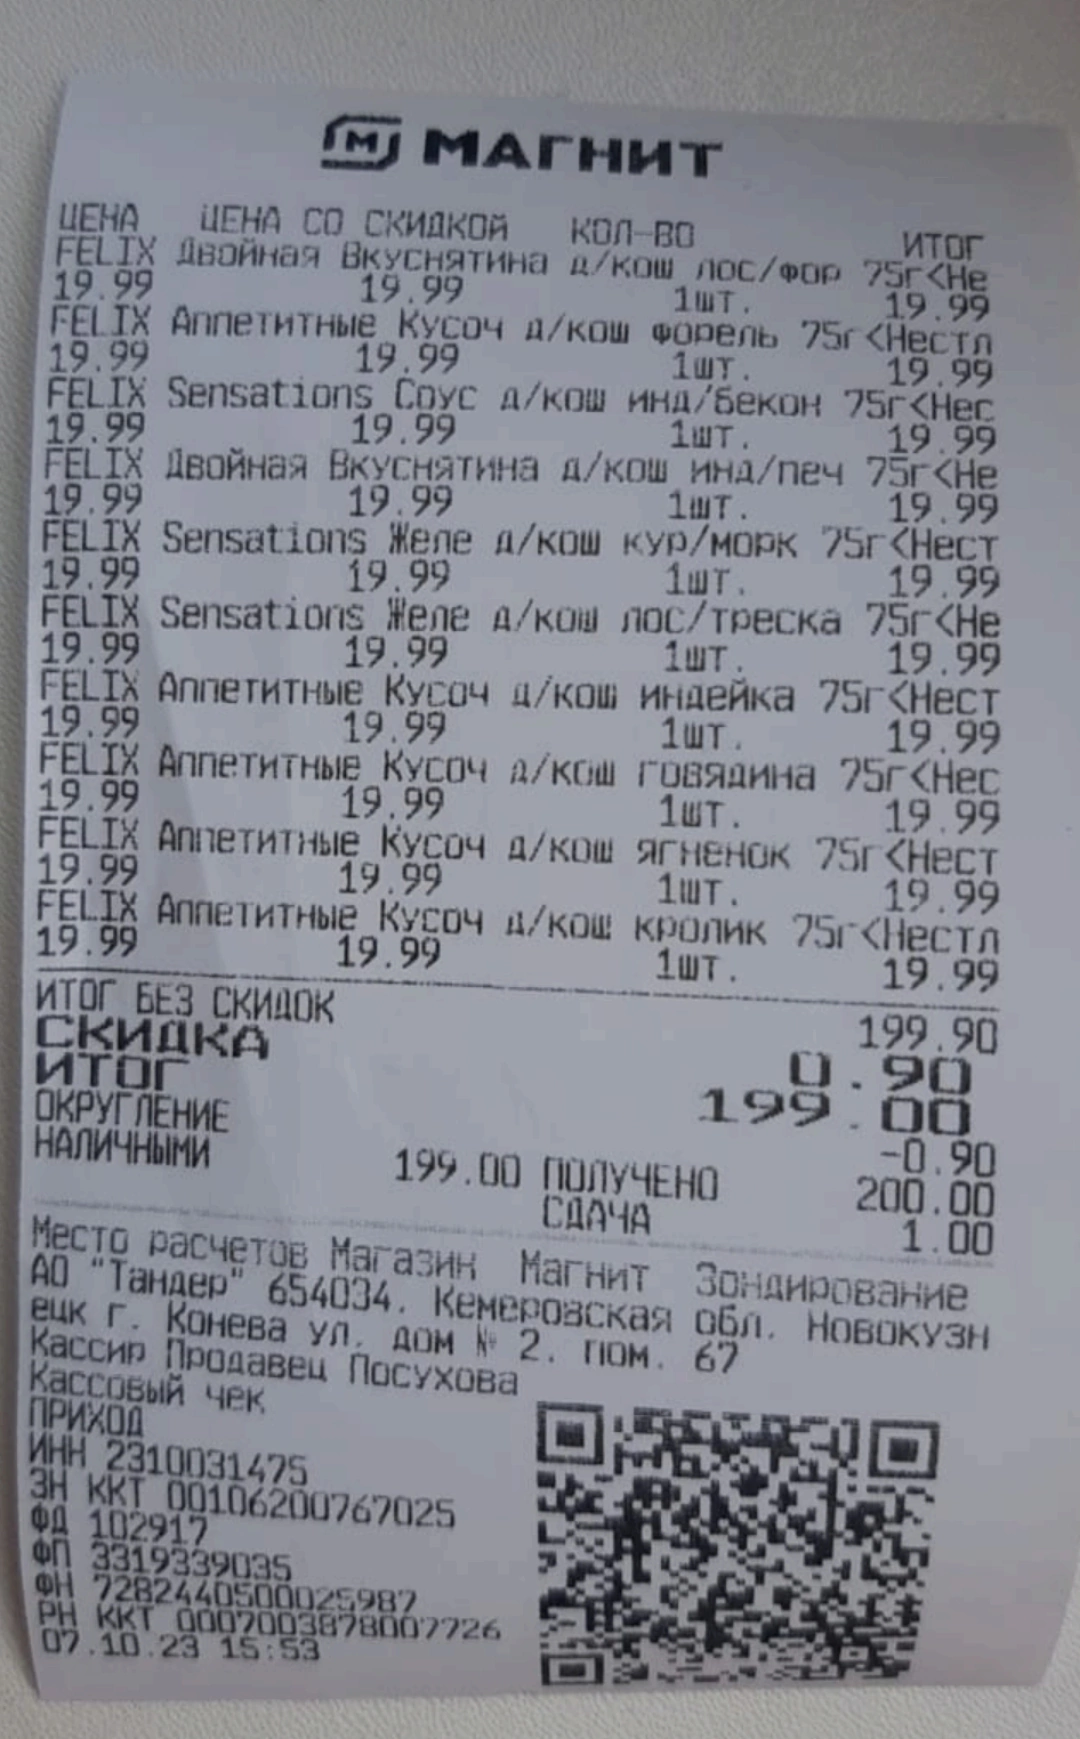 МАГНИТ
ЦЕНА ЦЕНА СО СКИДКОЙ КОЛ-ВО ИТОГ
FELIX Двойная Вкуснятина д/кош лос/фор 75г<Не
19.99 19.99 1шт. 19.99
FELIX Аппетитные Кусоч д/кош форель 75г<Нестл
19.99 19.99 1шт. 19.99
FELIX Sensations Соус д/кош инд/бекон 75г<Нес
19.99 19.99 1шт. 19.99
FELIX Двойная Вкуснятина д/кош инд/печ 75г<Не
19.99 19.99 1шт. 19.99
FELIX Sensations Желе д/кош кур/морк 75г<Нест
19.99 19.99 1шт. 19.99
FELIX Sensations Желе д/кош лос/треска 75г<Не
19.99 19.99 1шт. 19.99
FELIX Аппетитные Кусоч д/кош индейка 75г<Нест
19.99 19.99 1шт. 19.99
FELIX Аппетитные Кусоч д/кош говядина 75г<Нес
19.99 19.99 1шт. 19.99
FELIX Аппетитные Кусоч д/кош ягненок 75г<Нест
19.99 19.99 1шт. 19.99
FELIX Аппетитные Кусоч д/кош кролик 75г<Нестл
19.99 19.99 1шт. 19.99
ИТОГ БЕЗ СКИДОК 199.90
СКИДКА 0.90
ИТОГ 199.00
ОКРУГЛЕНИЕ -0.90
НАЛИЧНЫМИ 199.00 ПОЛУЧЕНО 200.00
СДАЧА 1.00
Место расчетов Магазин Магнит Зондирование
АО "Тандер" 654034. Кемеровская обл. Новокузн
ецк г. Конева ул. дом № 2. пом. 67
Кассир Продавец Посухова
Кассовый чек
ПРИХОД
ИНН 2310031475
ЗН ККТ 00106200767025
ФД 102917
ФП 3319339035
ФН 7282440500025987
РН ККТ 0007003878007726
07.10.23 15:53